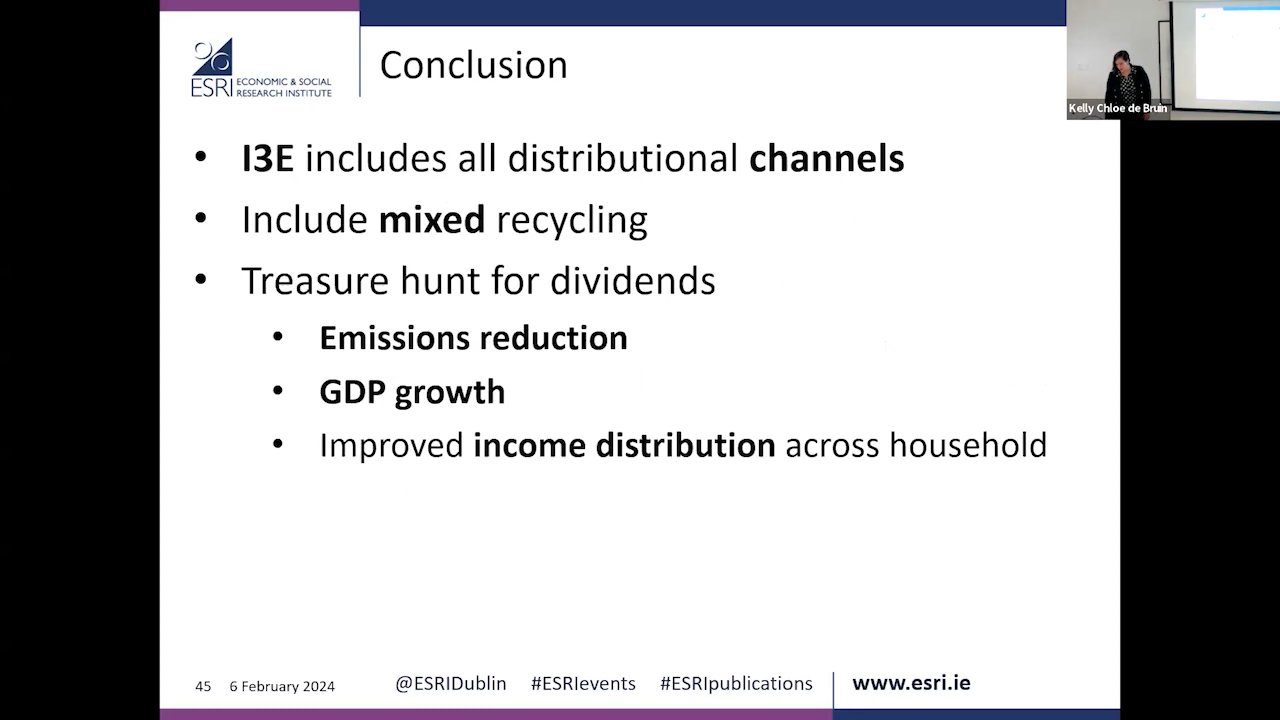 ESRI ECONOMIC & SOCIAL
RESEARCH INSTITUTE
Conclusion
Kelly Chloe de Bruin
• I3E includes all distributional channels
• Include mixed recycling
• Treasure hunt for dividends
• Emissions reduction
• GDP growth
• Improved income distribution across household
45 6 February 2024 @ESRIDublin #ESRIevents #ESRIpublications www.esri.ie